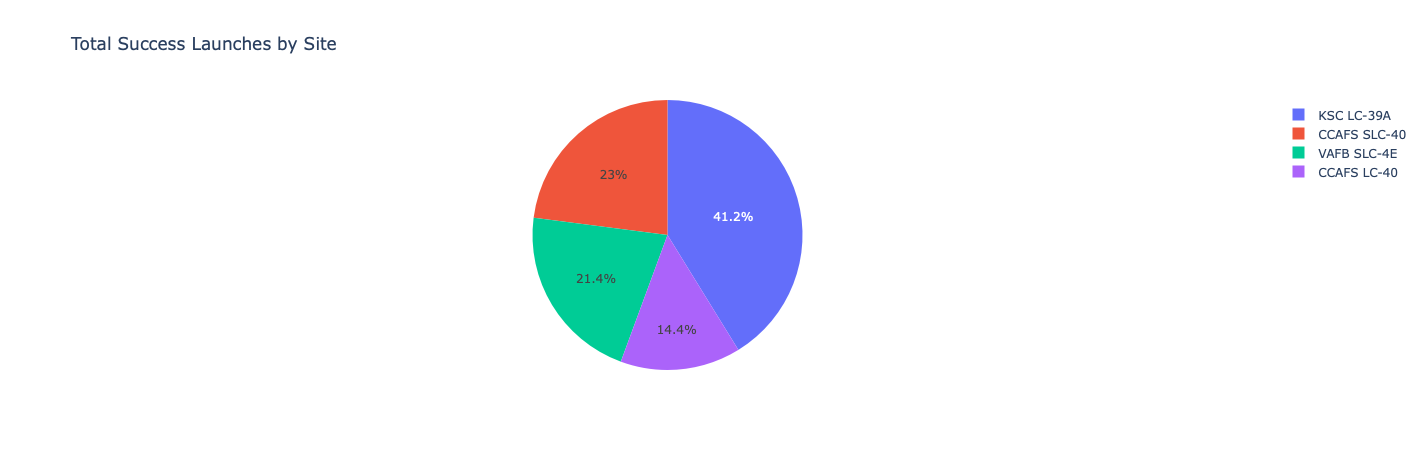 Total Success Launches by Site
KSC LC-39A
CCAFS SLC-40
VAFB SLC-4E
CCAFS LC-40
23%
41.2%
21.4%
14.4%